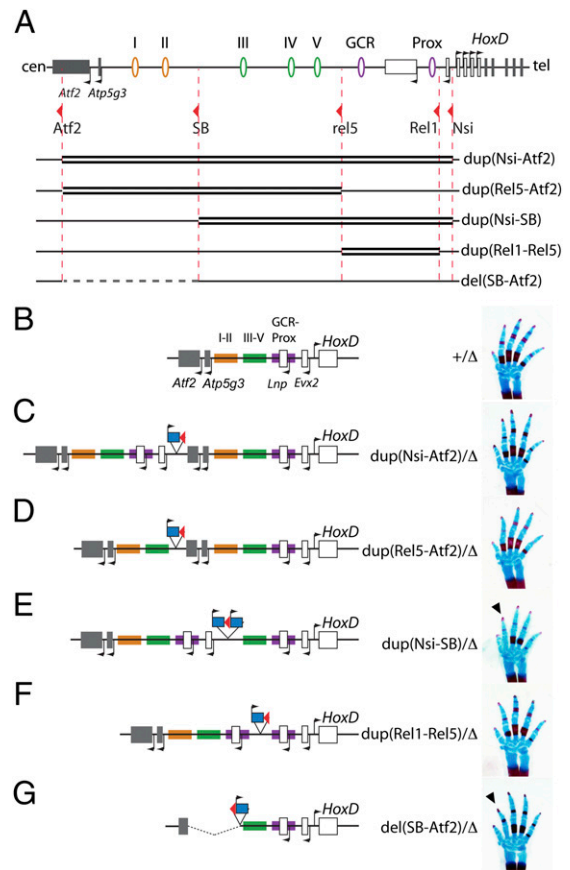 A
I II III IV V GCR Prox HoxD
cen tel
Atf2 Atp5g3
Atf2 SB rel5 Rel1 Nsi
dup(Nsi-Atf2)
dup(Rel5-Atf2)
dup(Nsi-SB)
dup(Rel1-Rel5)
del(SB-Atf2)
B
I-II III-V GCR-Prox HoxD
+/Δ
Atf2 Atp5g3 Lnp Evx2
C
HoxD
dup(Nsi-Atf2)/Δ
D
HoxD
dup(Rel5-Atf2)/Δ
E
HoxD
dup(Nsi-SB)/Δ
F
HoxD
dup(Rel1-Rel5)/Δ
G
HoxD
del(SB-Atf2)/Δ